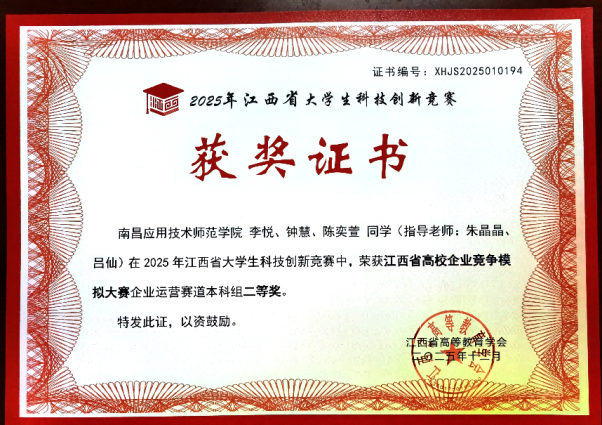 证书编号：XHJS2025010194
2025年江西省大学生科技创新竞赛
获奖证书
南昌应用技术师范学院 李悦、钟慧、陈奕萱 同学（指导老师：朱晶晶、
吕仙）在 2025 年江西省大学生科技创新竞赛中，荣获江西省高校企业竞争模
拟大赛企业运营赛道本科组二等奖。
特发此证，以资鼓励。
江西省高等教育学会
二〇二五年十二月